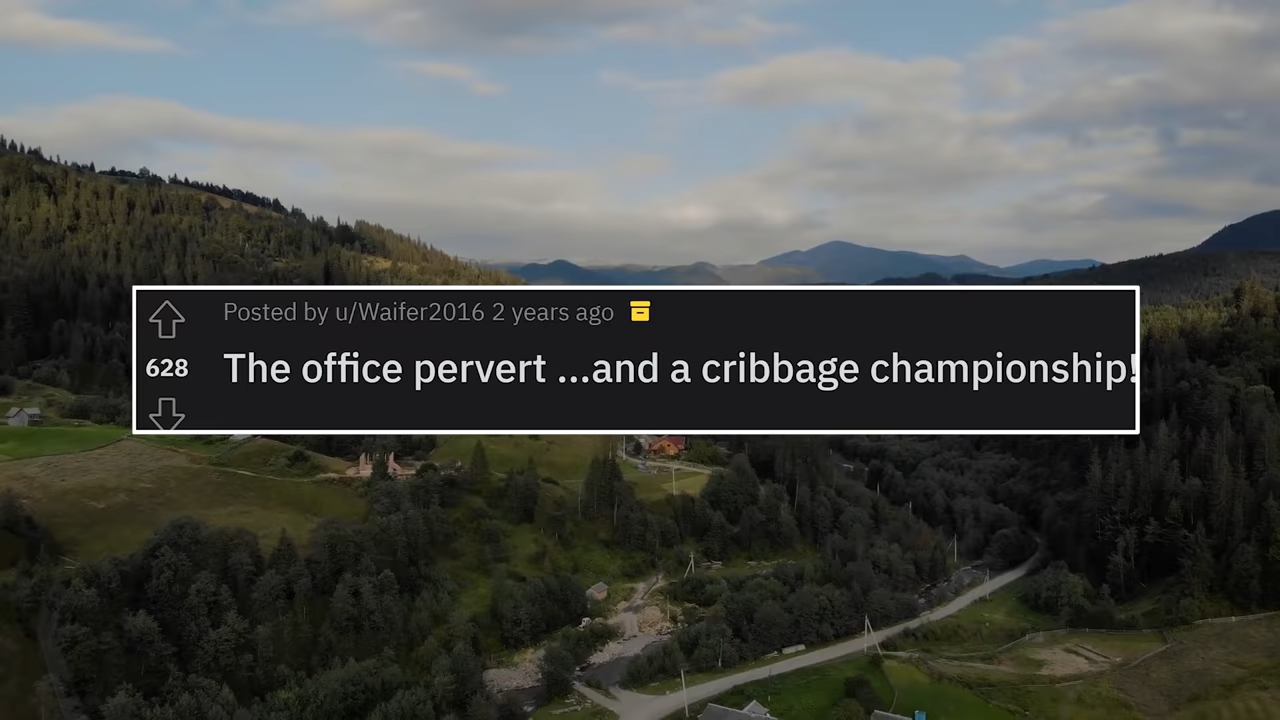 Posted by u/Waifer2016 2 years ago
628
The office pervert ...and a cribbage championship!